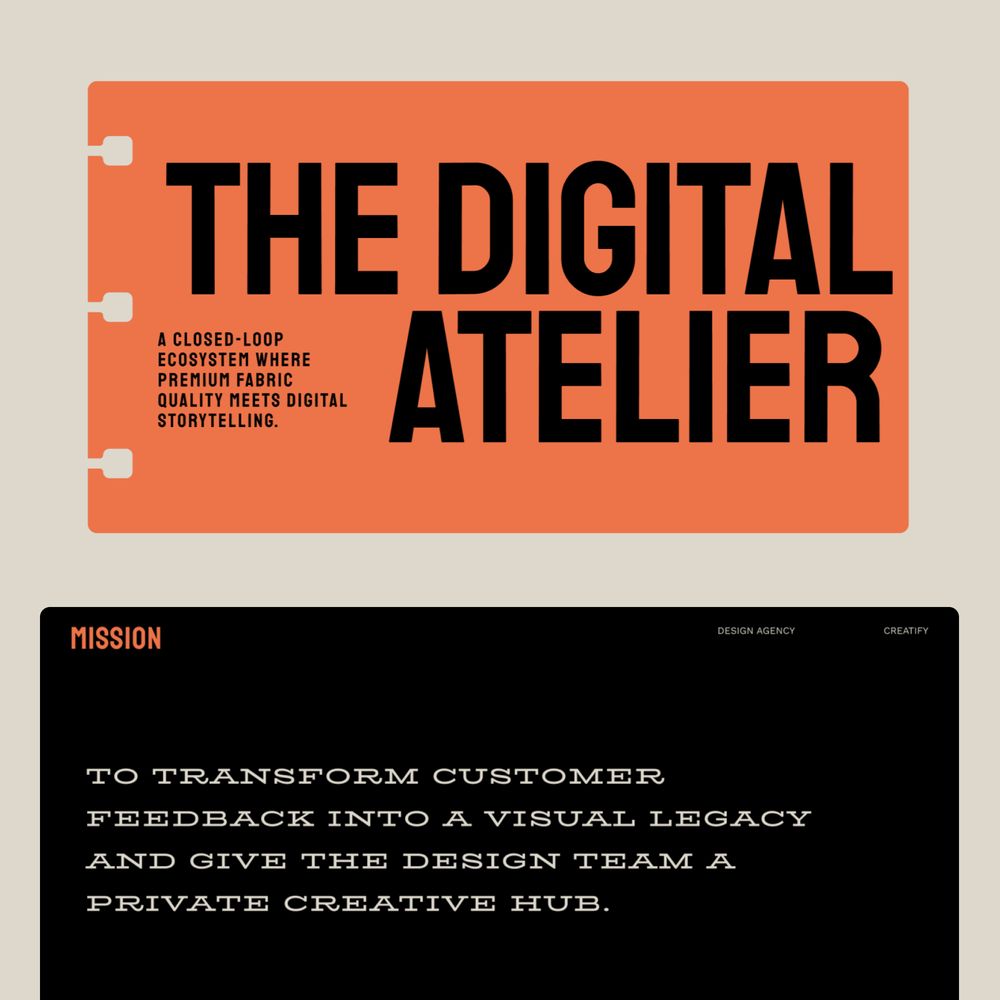 THE DIGITAL
ATELIER
A CLOSED-LOOP
ECOSYSTEM WHERE
PREMIUM FABRIC
QUALITY MEETS DIGITAL
STORYTELLING.
MISSION
DESIGN AGENCY
CREATIFY
TO TRANSFORM CUSTOMER
FEEDBACK INTO A VISUAL LEGACY
AND GIVE THE DESIGN TEAM A
PRIVATE CREATIVE HUB.